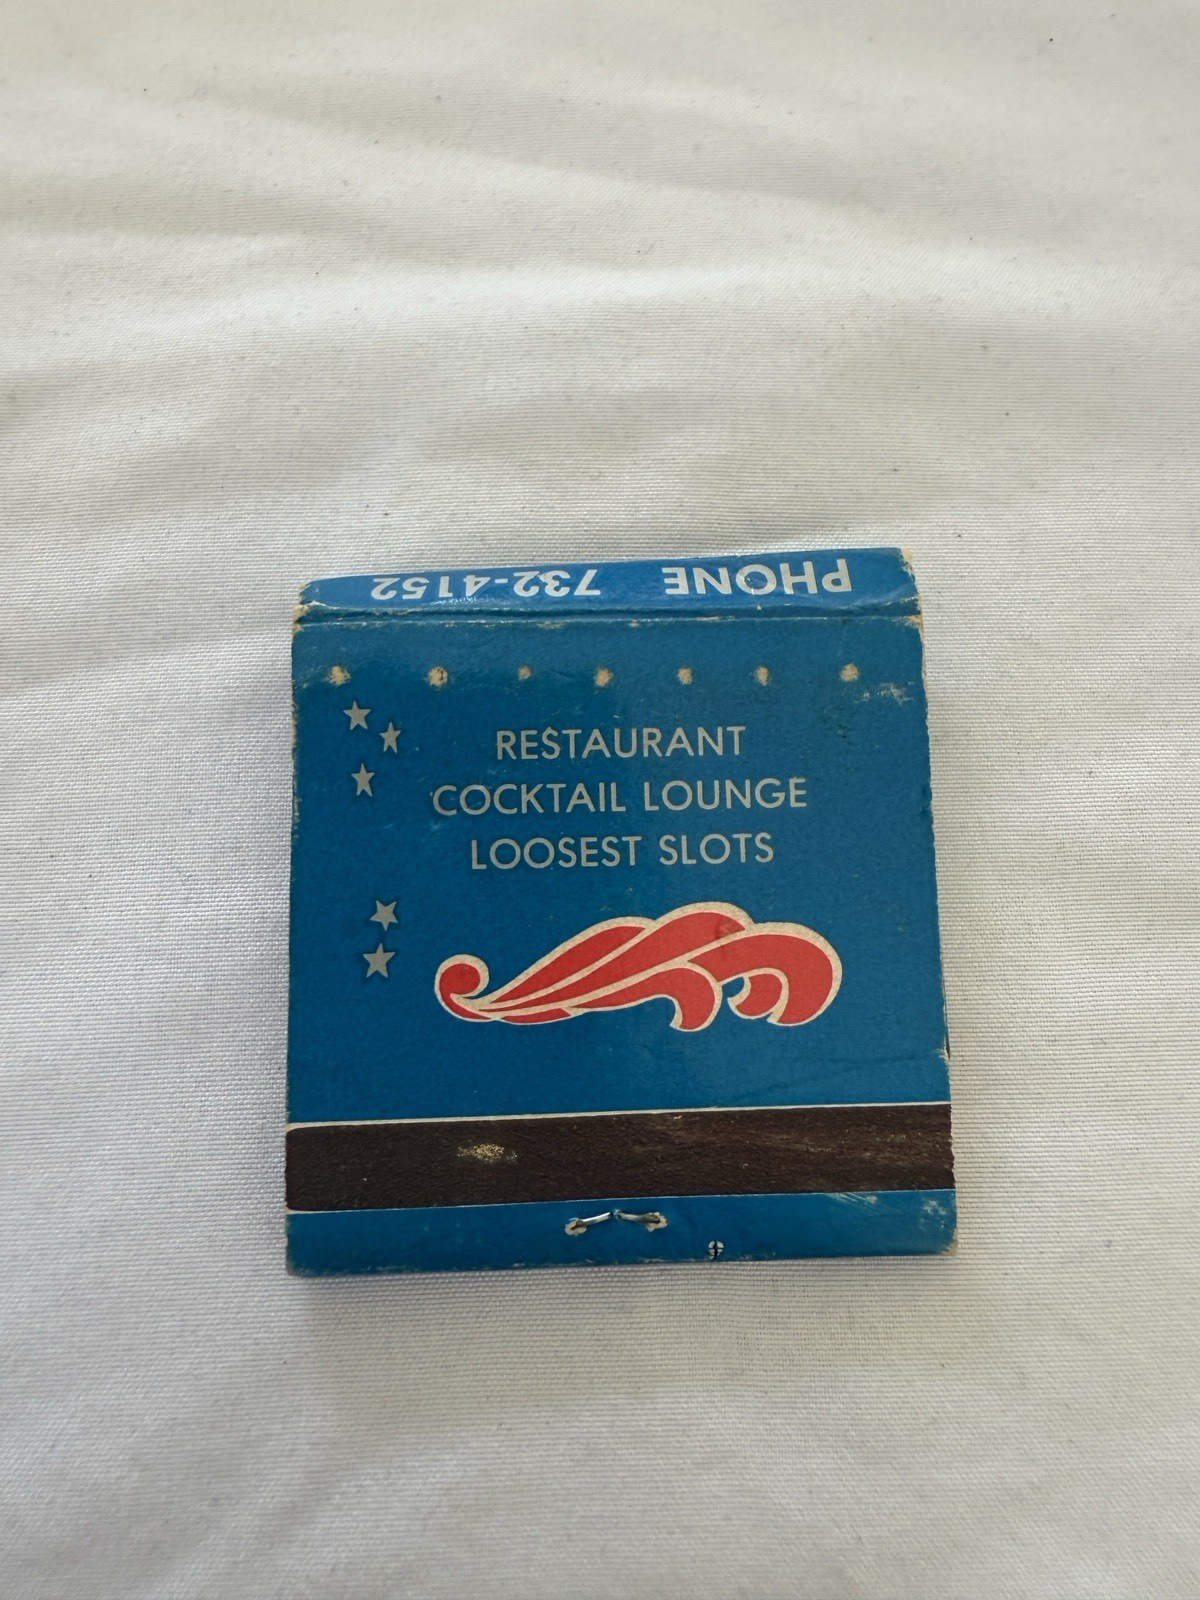 PHONE 732-4152
RESTAURANT
COCKTAIL LOUNGE
LOOSEST SLOTS